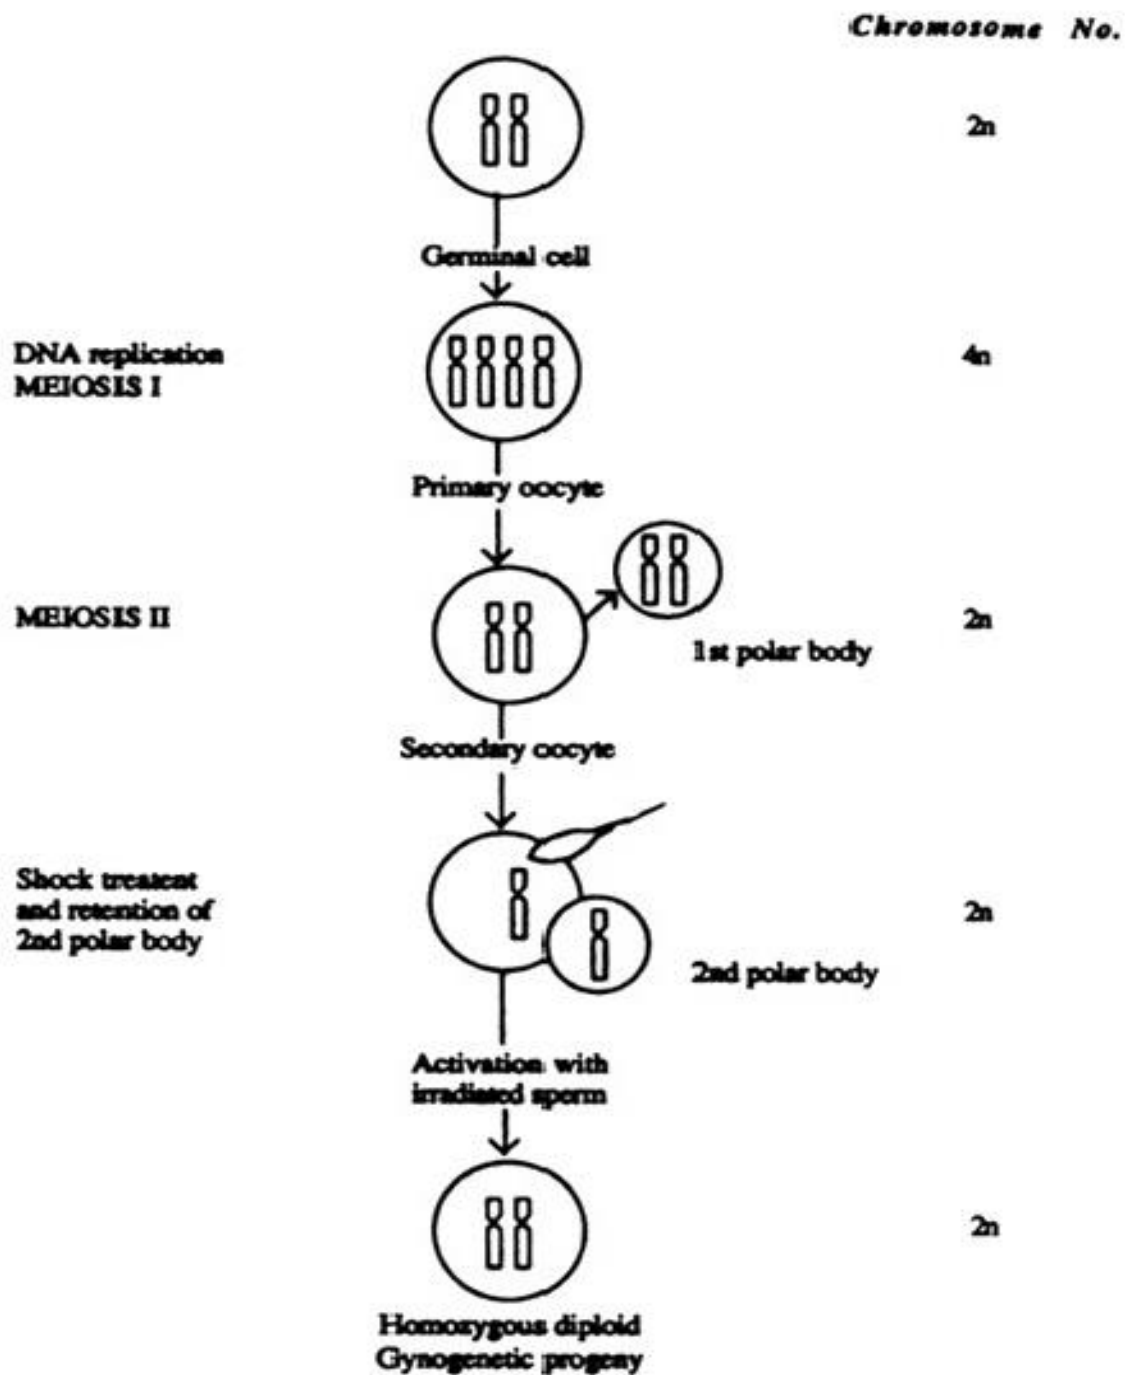 Chromosome No.
2n
Germinal cell
DNA replication
MEIOSIS I
4n
Primary oocyte
MEIOSIS II
2n
1st polar body
Secondary oocyte
Shock treatent
and retention of
2nd polar body
2n
2nd polar body
Activation with
irradiated sperm
2n
Homozygous diploid
Gynogenetic progeny